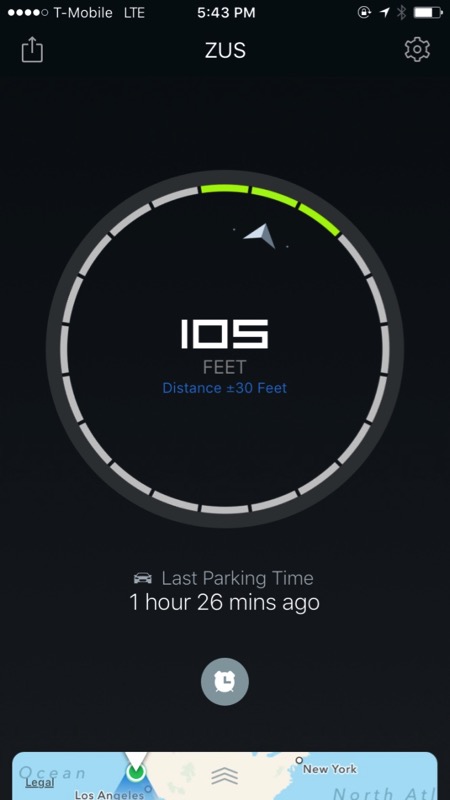 T-Mobile LTE 5:43 PM
ZUS
105
FEET
Distance ±30 Feet
Last Parking Time
1 hour 26 mins ago
Ocean
New York
Legal
Los Angeles
North Atl